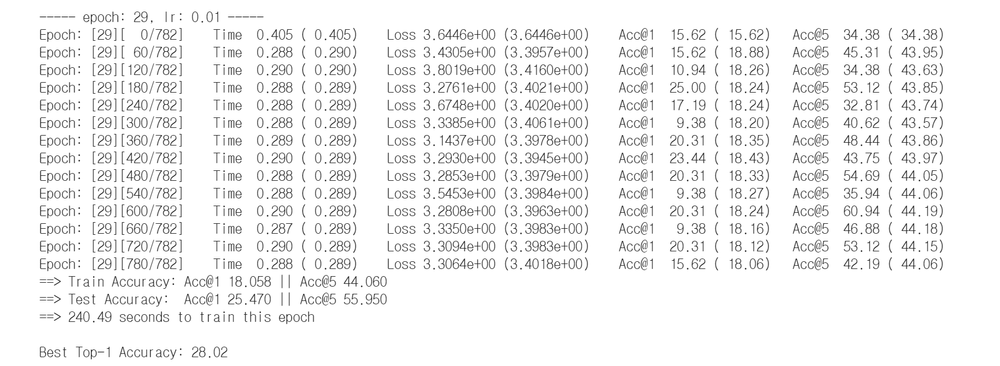 ----- epoch: 29, lr: 0.01 -----
Epoch: [29][  0/782]    Time  0.405 ( 0.405)    Loss 3.6446e+00 (3.6446e+00)    Acc@1  15.62 ( 15.62)   Acc@5  34.38 ( 34.38)
Epoch: [29][ 60/782]    Time  0.288 ( 0.290)    Loss 3.4305e+00 (3.3957e+00)    Acc@1  15.62 ( 18.88)   Acc@5  45.31 ( 43.95)
Epoch: [29][120/782]    Time  0.290 ( 0.290)    Loss 3.8019e+00 (3.4160e+00)    Acc@1  10.94 ( 18.26)   Acc@5  34.38 ( 43.63)
Epoch: [29][180/782]    Time  0.288 ( 0.289)    Loss 3.2761e+00 (3.4021e+00)    Acc@1  25.00 ( 18.24)   Acc@5  53.12 ( 43.85)
Epoch: [29][240/782]    Time  0.288 ( 0.289)    Loss 3.6748e+00 (3.4020e+00)    Acc@1  17.19 ( 18.24)   Acc@5  32.81 ( 43.74)
Epoch: [29][300/782]    Time  0.288 ( 0.289)    Loss 3.3385e+00 (3.4061e+00)    Acc@1   9.38 ( 18.20)   Acc@5  40.62 ( 43.57)
Epoch: [29][360/782]    Time  0.289 ( 0.289)    Loss 3.1437e+00 (3.3978e+00)    Acc@1  20.31 ( 18.35)   Acc@5  48.44 ( 43.86)
Epoch: [29][420/782]    Time  0.290 ( 0.289)    Loss 3.2930e+00 (3.3945e+00)    Acc@1  23.44 ( 18.43)   Acc@5  43.75 ( 43.97)
Epoch: [29][480/782]    Time  0.288 ( 0.289)    Loss 3.2853e+00 (3.3979e+00)    Acc@1  20.31 ( 18.33)   Acc@5  54.69 ( 44.05)
Epoch: [29][540/782]    Time  0.288 ( 0.289)    Loss 3.5453e+00 (3.3984e+00)    Acc@1   9.38 ( 18.27)   Acc@5  35.94 ( 44.06)
Epoch: [29][600/782]    Time  0.290 ( 0.289)    Loss 3.2808e+00 (3.3963e+00)    Acc@1  20.31 ( 18.24)   Acc@5  60.94 ( 44.19)
Epoch: [29][660/782]    Time  0.287 ( 0.289)    Loss 3.3350e+00 (3.3983e+00)    Acc@1   9.38 ( 18.16)   Acc@5  46.88 ( 44.18)
Epoch: [29][720/782]    Time  0.290 ( 0.289)    Loss 3.3094e+00 (3.3983e+00)    Acc@1  20.31 ( 18.12)   Acc@5  53.12 ( 44.15)
Epoch: [29][780/782]    Time  0.288 ( 0.289)    Loss 3.3064e+00 (3.4018e+00)    Acc@1  15.62 ( 18.06)   Acc@5  42.19 ( 44.06)
==> Train Accuracy: Acc@1 18.058 || Acc@5 44.060
==> Test Accuracy:  Acc@1 25.470 || Acc@5 55.950
==> 240.49 seconds to train this epoch
Best Top-1 Accuracy: 28.02